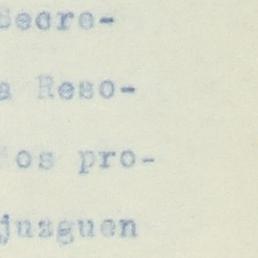 Secre-
a Reso-
os pro-
juzguen